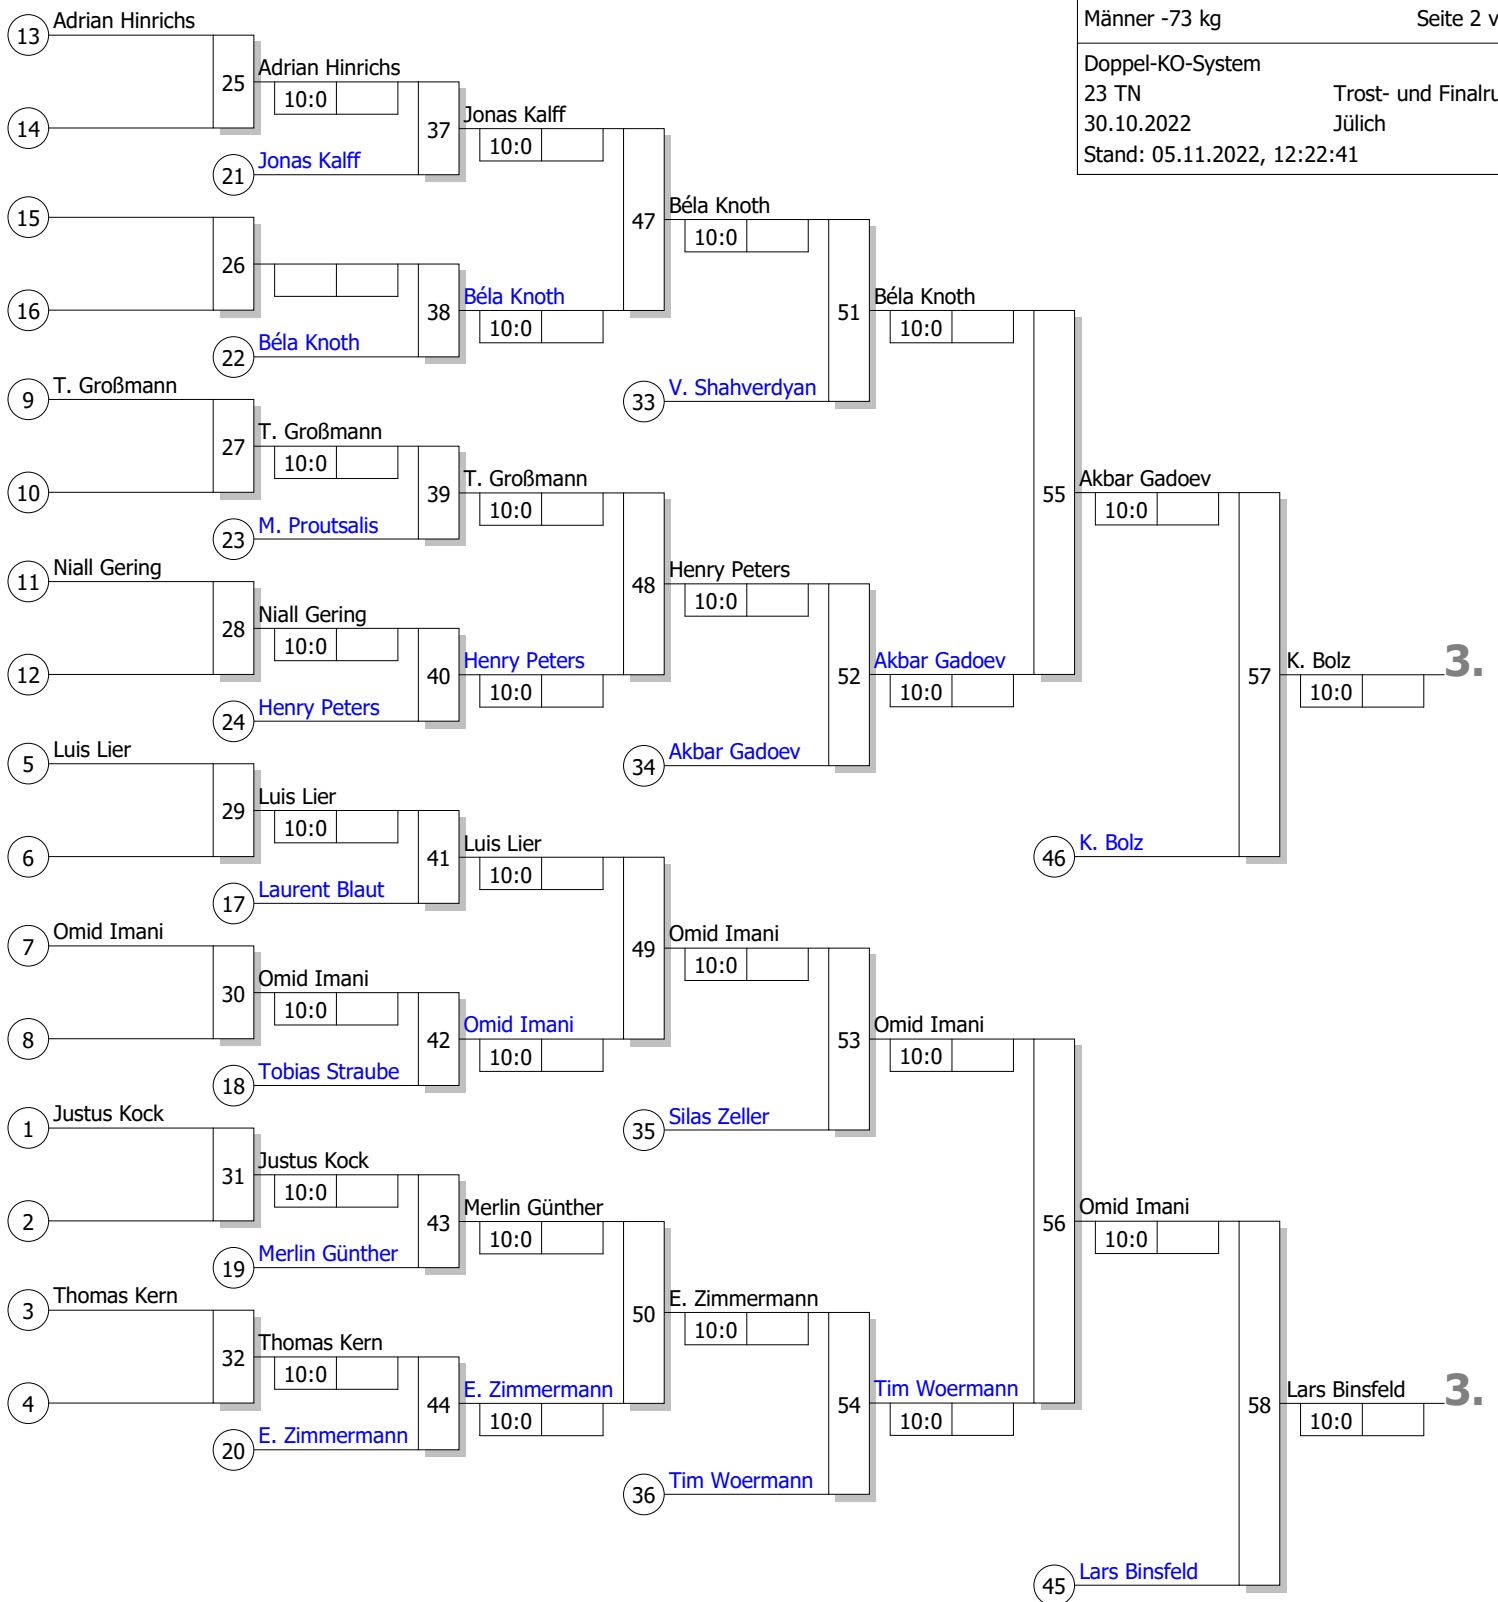 Männer -73 kg Seite 2 v
Doppel-KO-System
23 TN Trost- und Finalru
30.10.2022 Jülich
Stand: 05.11.2022, 12:22:41
13 Adrian Hinrichs
25 Adrian Hinrichs
10:0
14
37 Jonas Kalff
10:0
21 Jonas Kalff
15
47 Béla Knoth
10:0
26
16
38 Béla Knoth
10:0
22 Béla Knoth
51 Béla Knoth
10:0
9 T. Großmann
33 V. Shahverdyan
27 T. Großmann
10:0
10
39 T. Großmann
10:0
23 M. Proutsalis
55 Akbar Gadoev
10:0
11 Niall Gering
48 Henry Peters
10:0
28 Niall Gering
10:0
12
40 Henry Peters
10:0
24 Henry Peters
52 Akbar Gadoev
10:0
57 K. Bolz
10:0
3.
5 Luis Lier
34 Akbar Gadoev
29 Luis Lier
10:0
6
41 Luis Lier
10:0
46 K. Bolz
17 Laurent Blaut
7 Omid Imani
49 Omid Imani
10:0
30 Omid Imani
10:0
8
42 Omid Imani
10:0
18 Tobias Straube
53 Omid Imani
10:0
1 Justus Kock
35 Silas Zeller
31 Justus Kock
10:0
2
43 Merlin Günther
10:0
19 Merlin Günther
56 Omid Imani
10:0
3 Thomas Kern
50 E. Zimmermann
10:0
32 Thomas Kern
10:0
4
44 E. Zimmermann
10:0
20 E. Zimmermann
54 Tim Woermann
10:0
58 Lars Binsfeld
10:0
3.
36 Tim Woermann
45 Lars Binsfeld